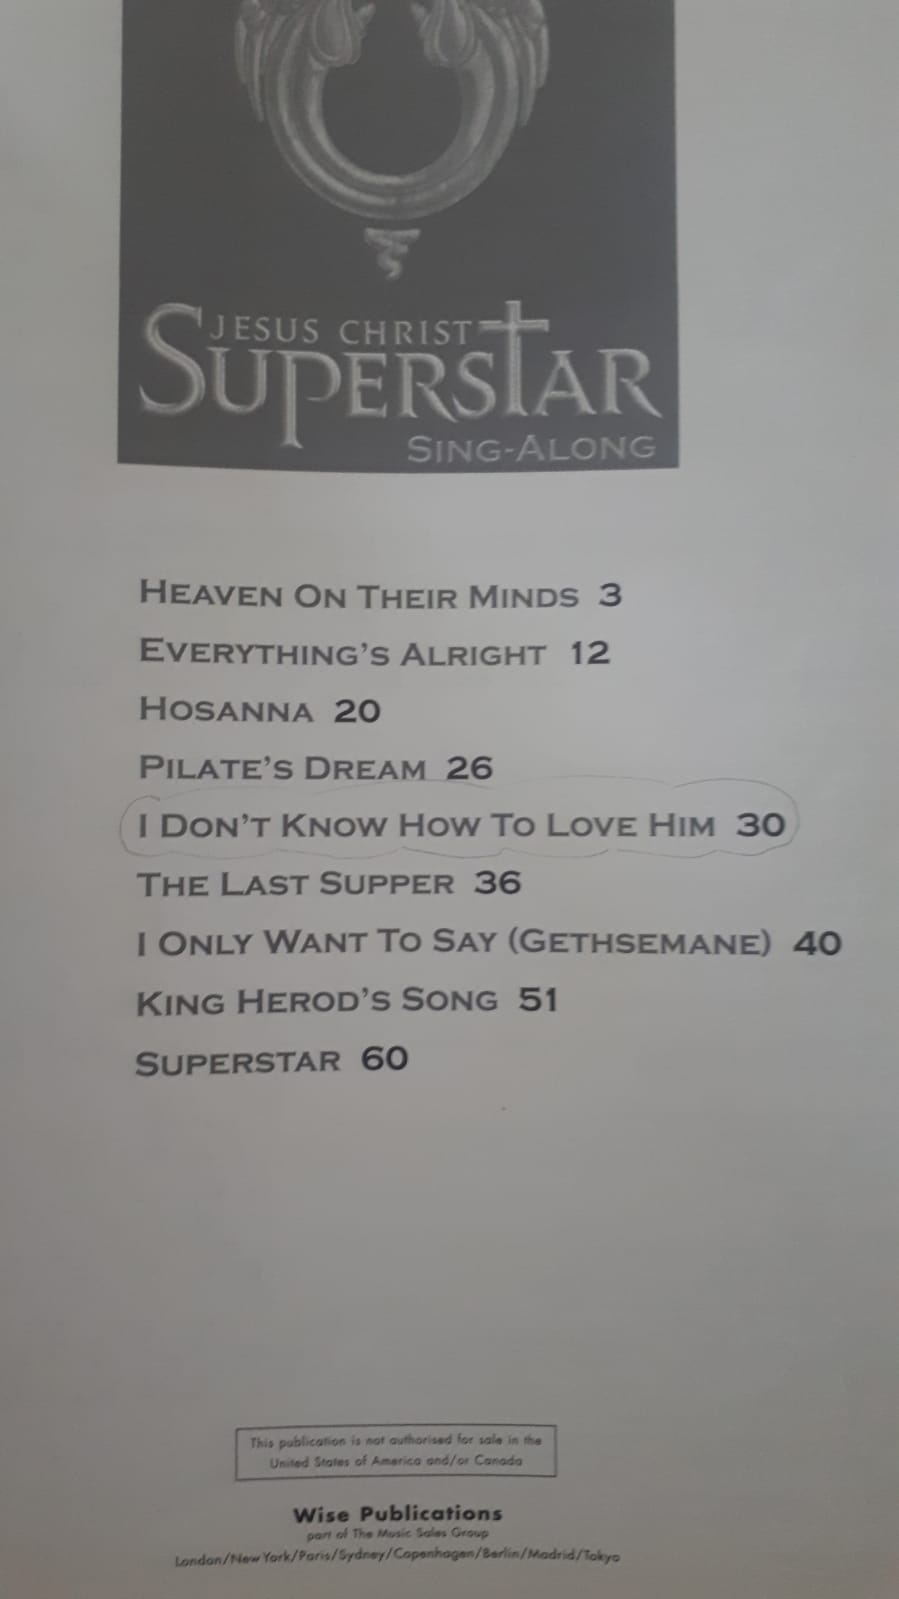 JESUS CHRIST
SUPERSTAR
SING-ALONG
HEAVEN ON THEIR MINDS 3
EVERYTHING'S ALRIGHT 12
HOSANNA 20
PILATE'S DREAM 26
I DON'T KNOW HOW TO LOVE HIM 30
THE LAST SUPPER 36
I ONLY WANT TO SAY (GETHSEMANE) 40
KING HEROD'S SONG 51
SUPERSTAR 60
This publication is not authorised for sale in the
United States of America and/or Canada
Wise Publications
part of The Music Sales Group
London/New York/Paris/Sydney/Copenhagen/Berlin/Madrid/Tokyo